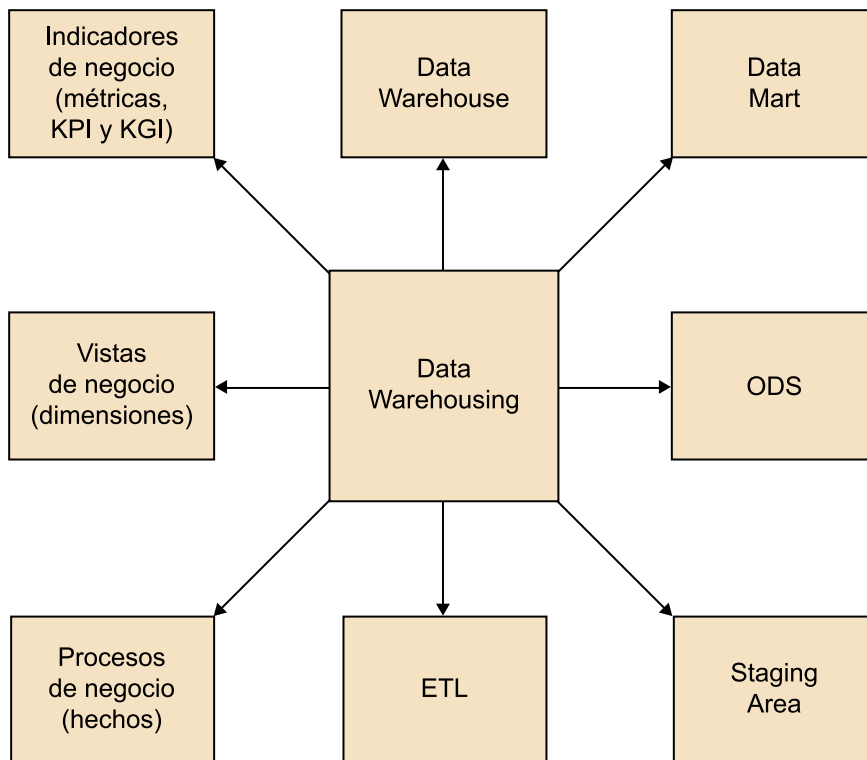 Indicadores
de negocio
(métricas,
KPI y KGI)
Data
Warehouse
Data
Mart
Vistas
de negocio
(dimensiones)
Data
Warehousing
ODS
Procesos
de negocio
(hechos)
ETL
Staging
Area